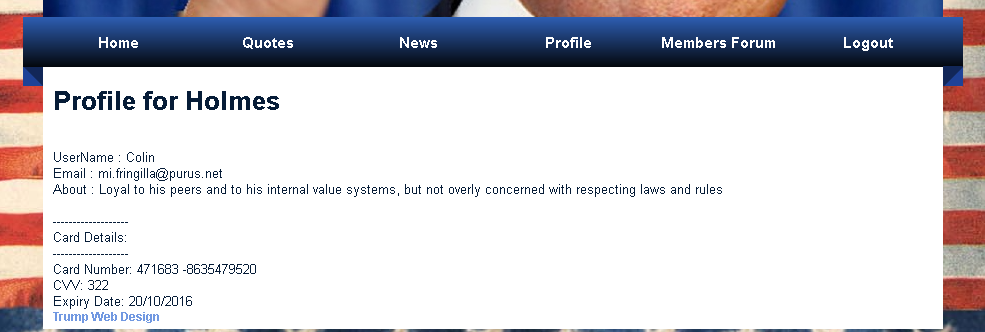 Home Quotes News Profile Members Forum Logout
Profile for Holmes
UserName : Colin
Email : mi.fringilla@purus.net
About : Loyal to his peers and to his internal value systems, but not overly concerned with respecting laws and rules
-------------------
Card Details:
-------------------
Card Number: 471683 -8635479520
CVV: 322
Expiry Date: 20/10/2016
Trump Web Design